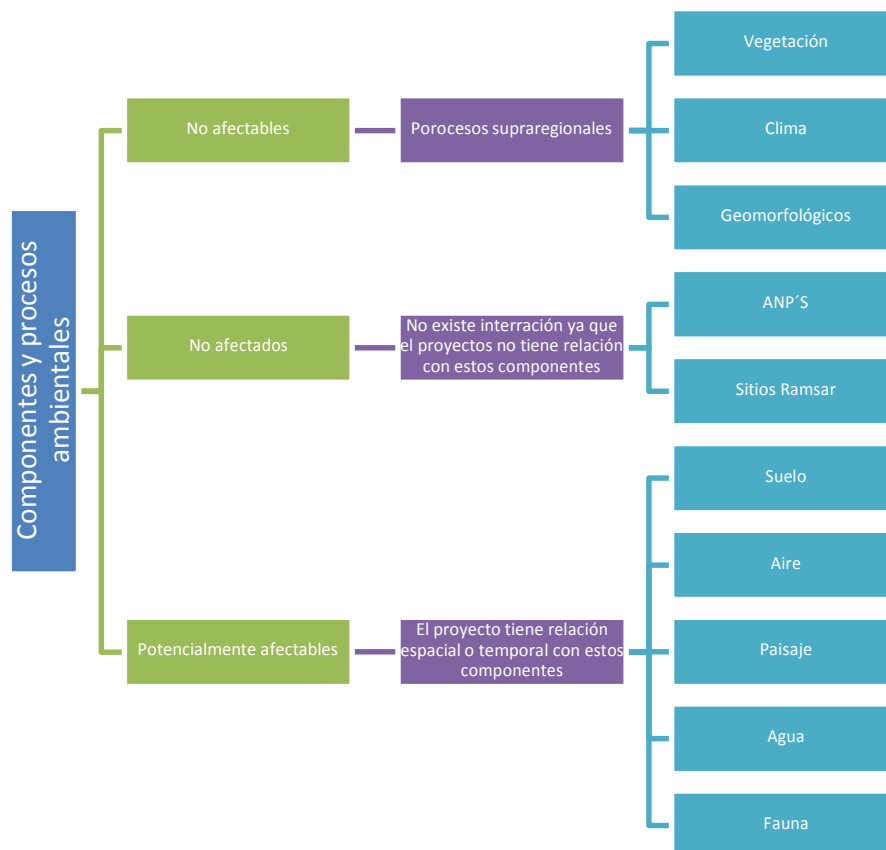 Componentes y procesos
ambientales
No afectables
Porocesos supraregionales
Vegetación
Clima
Geomorfológicos
No afectados
No existe interración ya que
el proyectos no tiene relación
con estos componentes
ANP´S
Sitios Ramsar
Potencialmente afectables
El proyecto tiene relación
espacial o temporal con estos
componentes
Suelo
Aire
Paisaje
Agua
Fauna